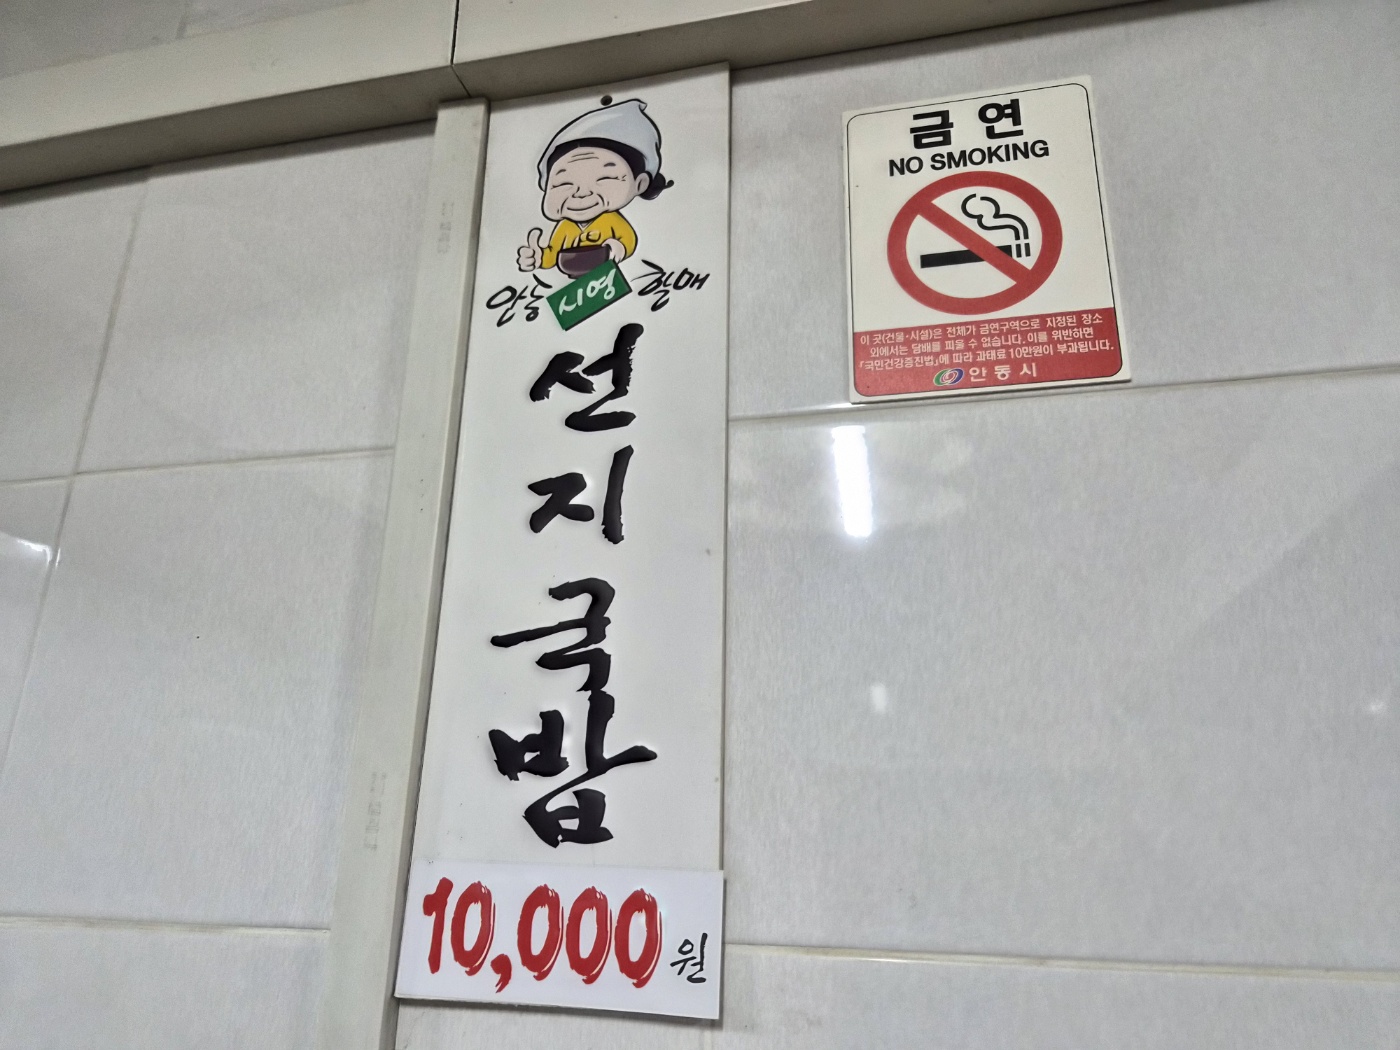 안동 시영 할매
선지국밥
10,000원
금연
NO SMOKING
이 곳(건물·시설)은 전체가 금연구역으로 지정된 장소
외에서는 담배를 피울 수 없습니다. 이를 위반하면
「국민건강증진법」에 따라 과태료 10만원이 부과됩니다.
안동시